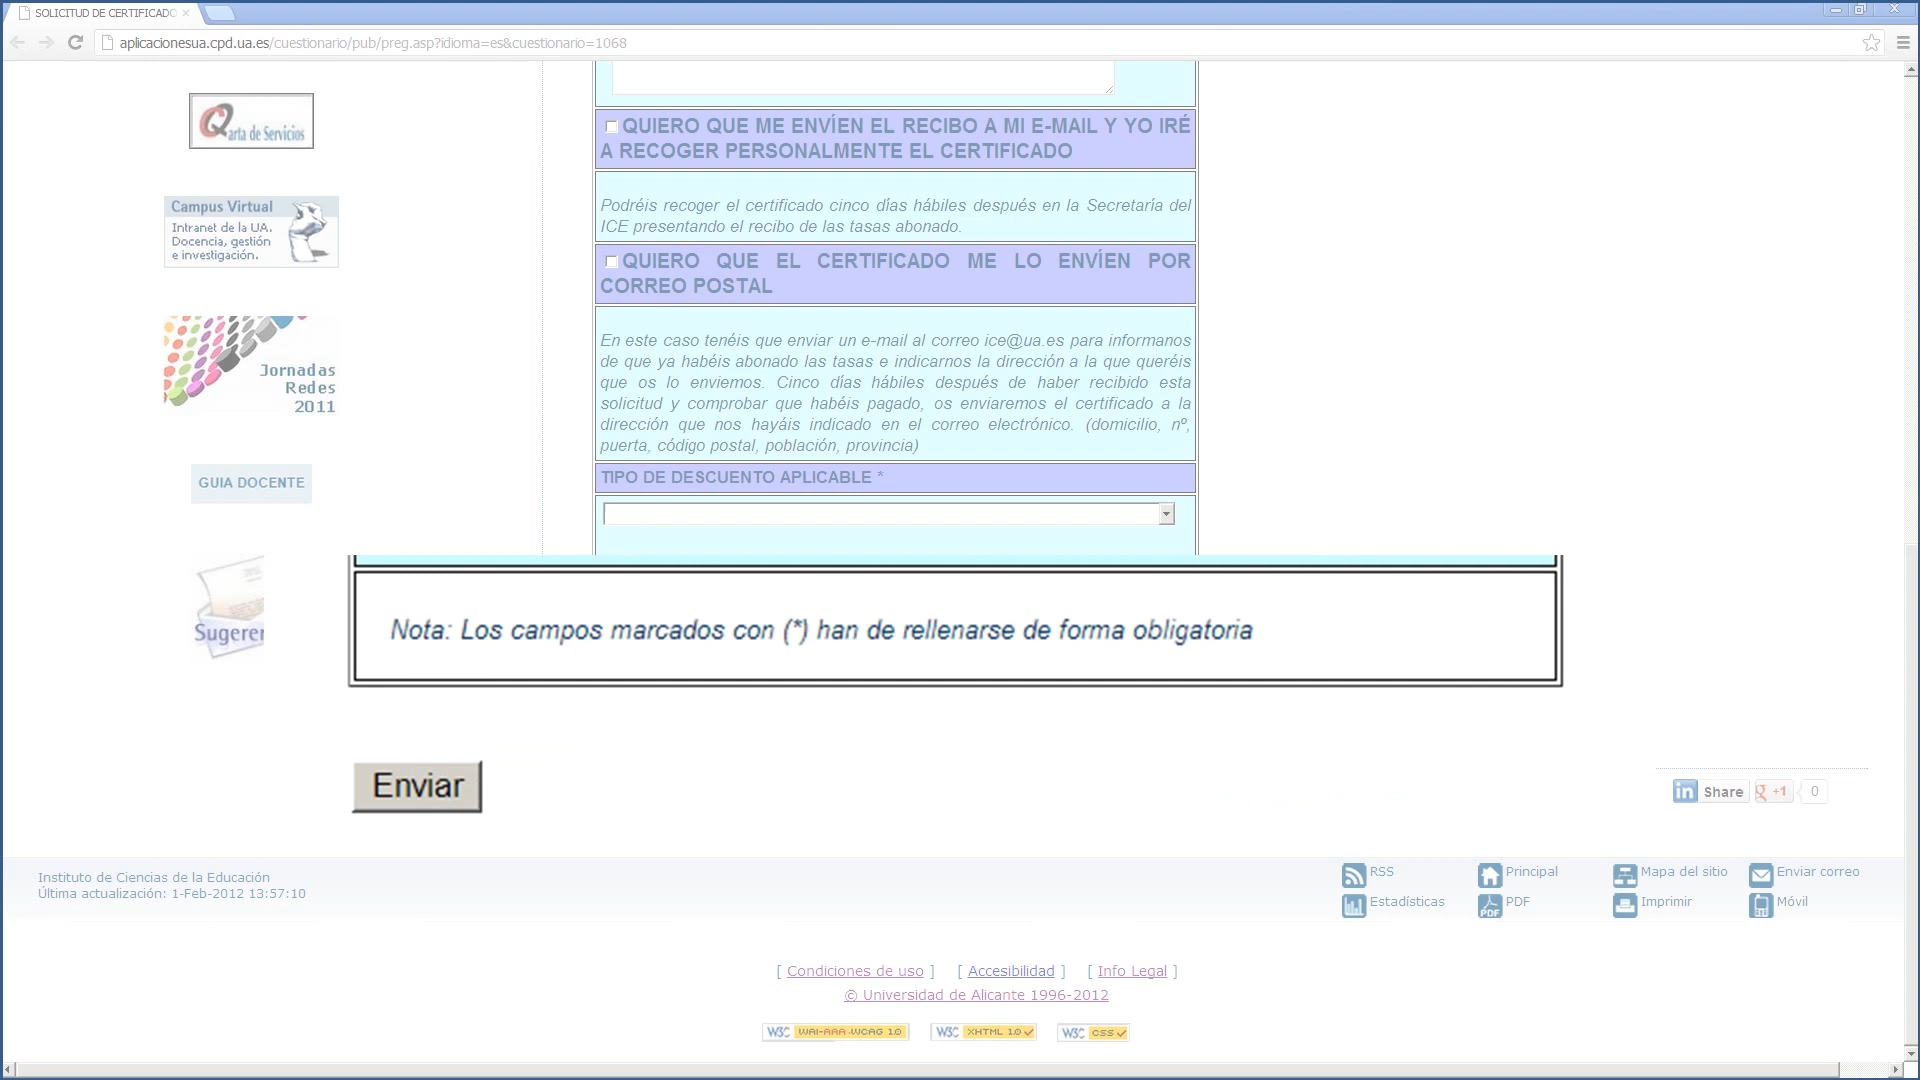 SOLICITUD DE CERTIFICADO
aplicacionesua.cpd.ua.es/cuestionario/pub/preg.asp?idioma=es&cuestionario=1068
Qarta de Servicios
Campus Virtual
Intranet de la UA.
Docencia, gestión
e investigación.
Jornadas
Redes
2011
GUIA DOCENTE
Sugerer
QUIERO QUE ME ENVÍEN EL RECIBO A MI E-MAIL Y YO IRÉ
A RECOGER PERSONALMENTE EL CERTIFICADO
Podréis recoger el certificado cinco días hábiles después en la Secretaría del
ICE presentando el recibo de las tasas abonado.
QUIERO QUE EL CERTIFICADO ME LO ENVÍEN POR
CORREO POSTAL
En este caso tenéis que enviar un e-mail al correo ice@ua.es para informanos
de que ya habéis abonado las tasas e indicarnos la dirección a la que queréis
que os lo enviemos. Cinco días hábiles después de haber recibido esta
solicitud y comprobar que habéis pagado, os enviaremos el certificado a la
dirección que nos hayáis indicado en el correo electrónico. (domicilio, nº,
puerta, código postal, población, provincia)
TIPO DE DESCUENTO APLICABLE *
Nota: Los campos marcados con (*) han de rellenarse de forma obligatoria
Enviar
in Share g +1 0
Instituto de Ciencias de la Educación
Última actualización: 1-Feb-2012 13:57:10
RSS Principal Mapa del sitio Enviar correo
Estadísticas PDF Imprimir Móvil
[ Condiciones de uso ] [ Accesibilidad ] [ Info Legal ]
© Universidad de Alicante 1996-2012
W3C WAI-AAA WCAG 1.0 W3C XHTML 1.0 W3C CSS